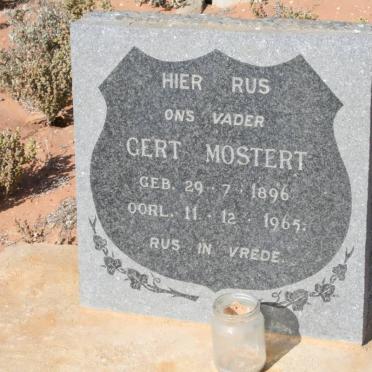 HIER RUS
ONS VADER
GERT MOSTERT
GEB. 29·7·1896
OORL. 11·12·1965.
RUS IN VREDE.